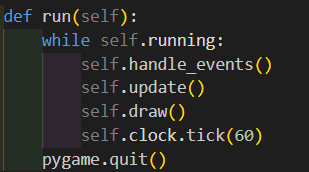 def run(self):
    while self.running:
        self.handle_events()
        self.update()
        self.draw()
        self.clock.tick(60)
    pygame.quit()